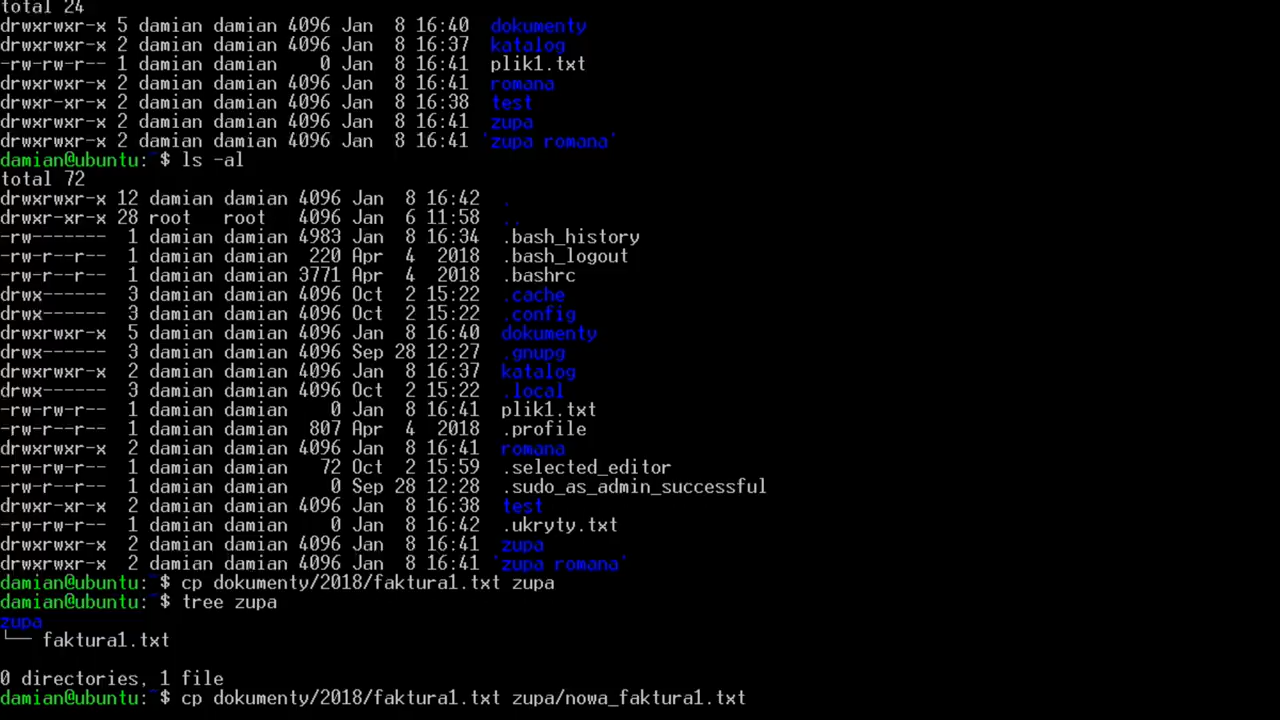 total 24
drwxrwxr-x 5 damian damian 4096 Jan  8 16:40  dokumenty
drwxrwxr-x 2 damian damian 4096 Jan  8 16:37  katalog
-rw-rw-r-- 1 damian damian    0 Jan  8 16:41  plik1.txt
drwxrwxr-x 2 damian damian 4096 Jan  8 16:41  romana
drwxr-xr-x 2 damian damian 4096 Jan  8 16:38  test
drwxrwxr-x 2 damian damian 4096 Jan  8 16:41  zupa
drwxrwxr-x 2 damian damian 4096 Jan  8 16:41 'zupa romana'
damian@ubuntu:~$ ls -al
total 72
drwxrwxr-x 12 damian damian 4096 Jan  8 16:42  .
drwxr-xr-x 28 root   root   4096 Jan  6 11:58  ..
-rw-------  1 damian damian 4983 Jan  8 16:34  .bash_history
-rw-r--r--  1 damian damian  220 Apr  4  2018  .bash_logout
-rw-r--r--  1 damian damian 3771 Apr  4  2018  .bashrc
drwx------  3 damian damian 4096 Oct  2 15:22  .cache
drwx------  3 damian damian 4096 Oct  2 15:22  .config
drwxrwxr-x  5 damian damian 4096 Jan  8 16:40  dokumenty
drwx------  3 damian damian 4096 Sep 28 12:27  .gnupg
drwxrwxr-x  2 damian damian 4096 Jan  8 16:37  katalog
drwx------  3 damian damian 4096 Oct  2 15:22  .local
-rw-rw-r--  1 damian damian    0 Jan  8 16:41  plik1.txt
-rw-r--r--  1 damian damian  807 Apr  4  2018  .profile
drwxrwxr-x  2 damian damian 4096 Jan  8 16:41  romana
-rw-rw-r--  1 damian damian   72 Oct  2 15:59  .selected_editor
-rw-rw-r--  1 damian damian    0 Sep 28 12:28  .sudo_as_admin_successful
drwxr-xr-x  2 damian damian 4096 Jan  8 16:38  test
-rw-rw-r--  1 damian damian    0 Jan  8 16:42  .ukryty.txt
drwxrwxr-x  2 damian damian 4096 Jan  8 16:41  zupa
drwxrwxr-x  2 damian damian 4096 Jan  8 16:41 'zupa romana'
damian@ubuntu:~$ cp dokumenty/2018/faktura1.txt zupa
damian@ubuntu:~$ tree zupa
zupa
└── faktura1.txt
0 directories, 1 file
damian@ubuntu:~$ cp dokumenty/2018/faktura1.txt zupa/nowa_faktura1.txt